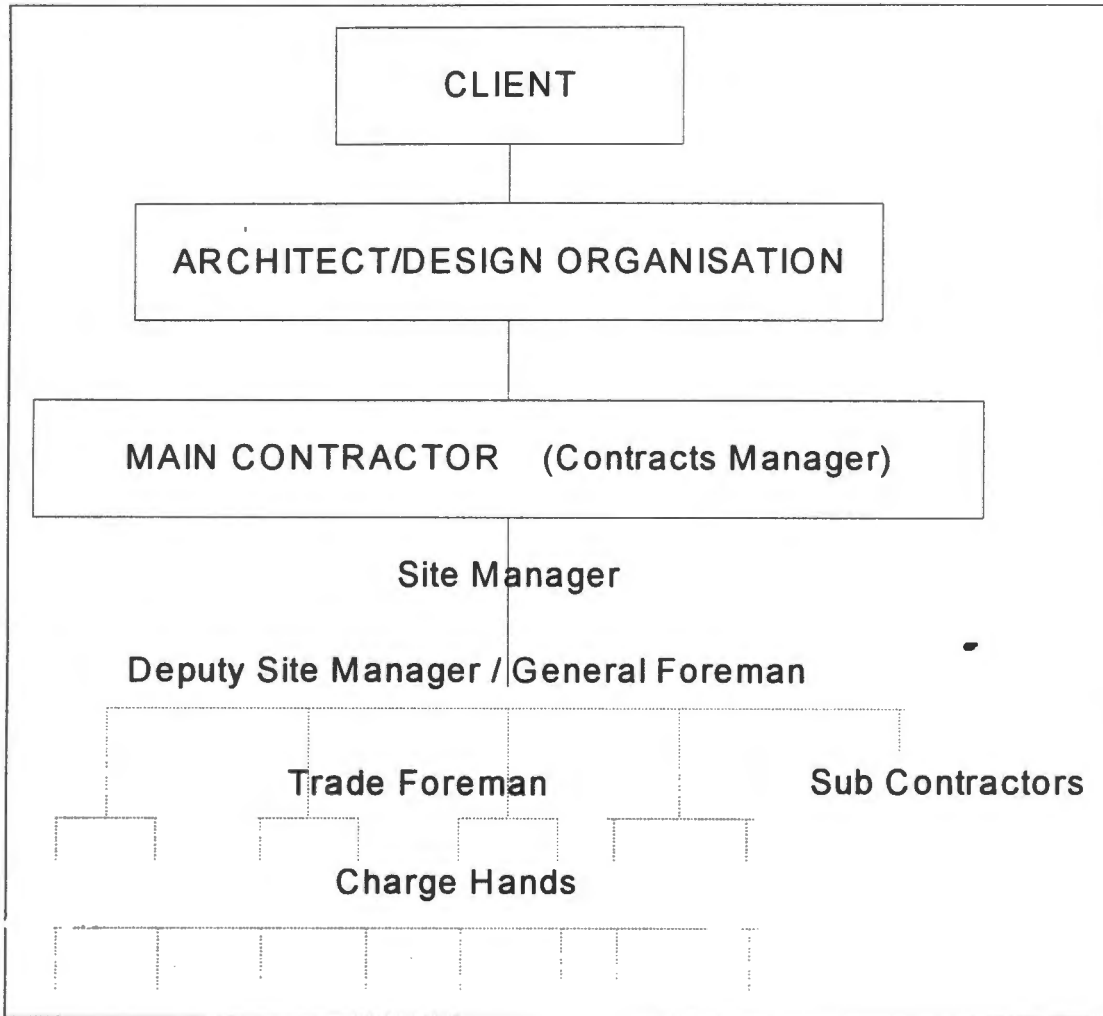 CLIENT
ARCHITECT/DESIGN ORGANISATION
MAIN CONTRACTOR (Contracts Manager)
Site Manager
Deputy Site Manager / General Foreman
Trade Foreman Sub Contractors
Charge Hands